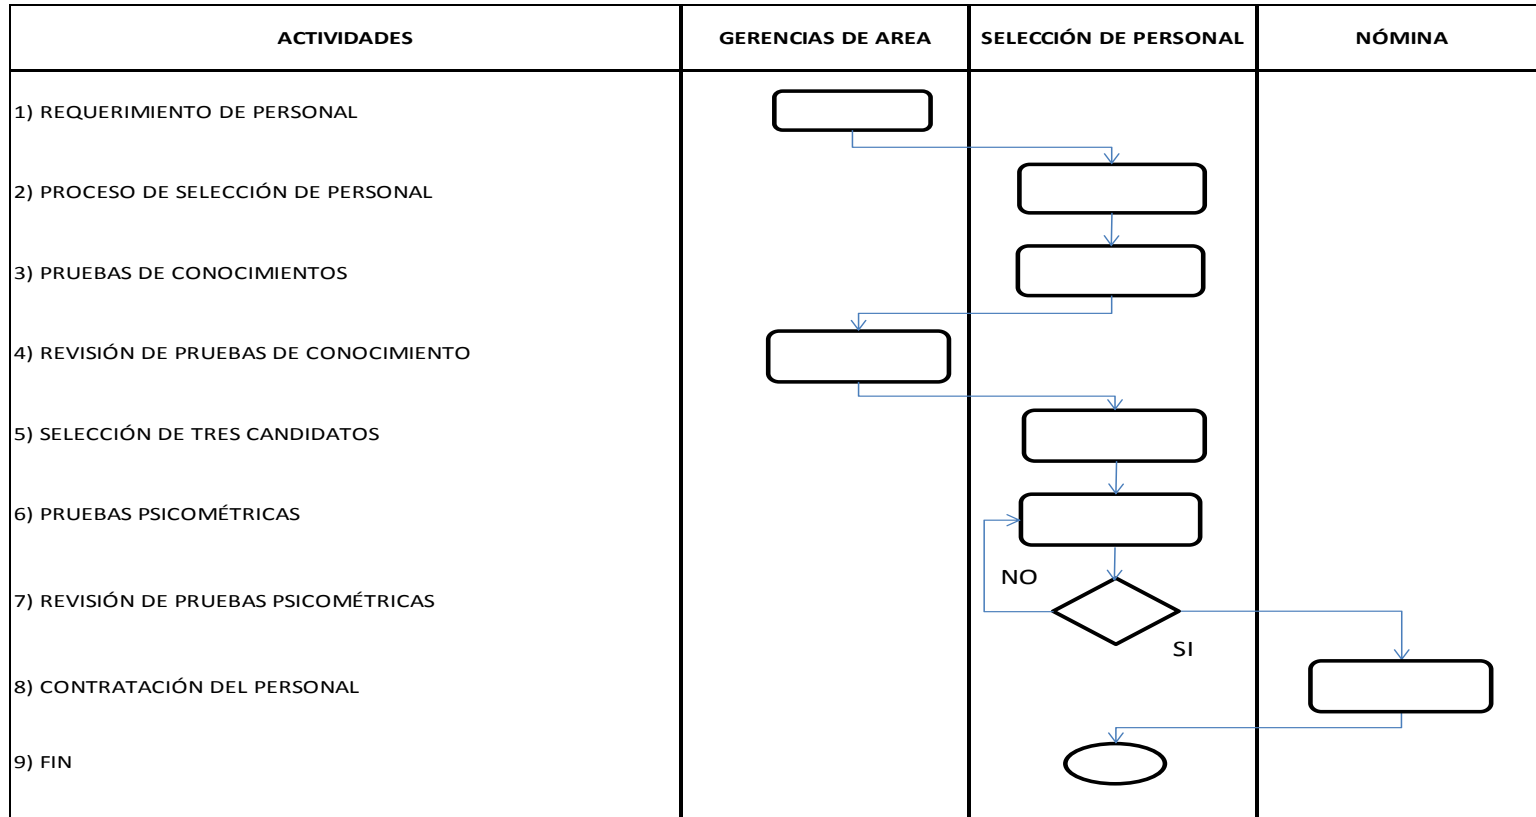 ACTIVIDADES
GERENCIAS DE AREA
SELECCIÓN DE PERSONAL
NÓMINA
1) REQUERIMIENTO DE PERSONAL
2) PROCESO DE SELECCIÓN DE PERSONAL
3) PRUEBAS DE CONOCIMIENTOS
4) REVISIÓN DE PRUEBAS DE CONOCIMIENTO
5) SELECCIÓN DE TRES CANDIDATOS
6) PRUEBAS PSICOMÉTRICAS
NO
7) REVISIÓN DE PRUEBAS PSICOMÉTRICAS
SI
8) CONTRATACIÓN DEL PERSONAL
9) FIN